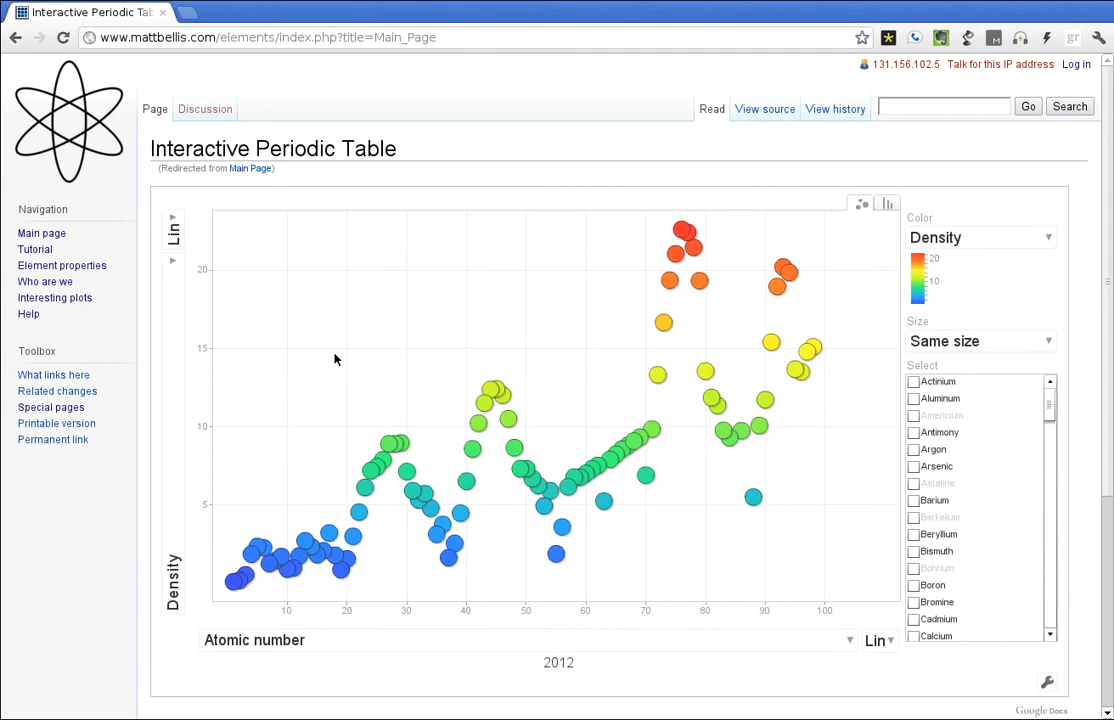 Interactive Periodic Tab
www.mattbellis.com/elements/index.php?title=Main_Page
131.156.102.5 Talk for this IP address Log in
Page Discussion Read View source View history Go Search
Interactive Periodic Table
(Redirected from Main Page)
Navigation
Main page
Tutorial
Element properties
Who are we
Interesting plots
Help
Toolbox
What links here
Related changes
Special pages
Printable version
Permanent link
Lin
Density
20
15
10
5
10 20 30 40 50 60 70 80 90 100
Atomic number Lin
2012
Color
Density
20
10
Size
Same size
Select
Actinium
Aluminum
Americium
Antimony
Argon
Arsenic
Astatine
Barium
Berkelium
Beryllium
Bismuth
Bohrium
Boron
Bromine
Cadmium
Calcium
Google Docs